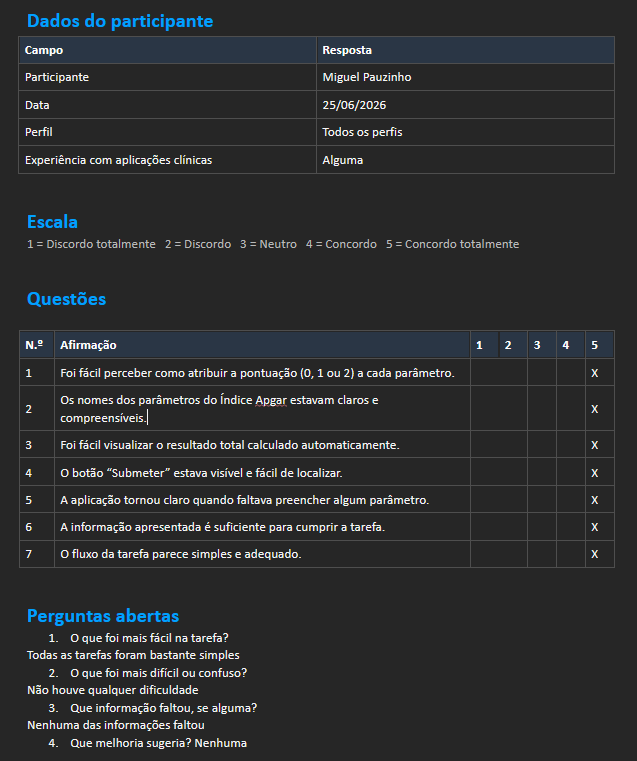 Dados do participante
Campo Resposta
Participante Miguel Pauzinho
Data 25/06/2026
Perfil Todos os perfis
Experiência com aplicações clínicas Alguma
Escala
1 = Discordo totalmente 2 = Discordo 3 = Neutro 4 = Concordo 5 = Concordo totalmente
Questões
N.º Afirmação 1 2 3 4 5
1 Foi fácil perceber como atribuir a pontuação (0, 1 ou 2) a cada parâmetro. X
2 Os nomes dos parâmetros do Índice Apgar estavam claros e
compreensíveis. X
3 Foi fácil visualizar o resultado total calculado automaticamente. X
4 O botão “Submeter” estava visível e fácil de localizar. X
5 A aplicação tornou claro quando faltava preencher algum parâmetro. X
6 A informação apresentada é suficiente para cumprir a tarefa. X
7 O fluxo da tarefa parece simples e adequado. X
Perguntas abertas
1. O que foi mais fácil na tarefa?
Todas as tarefas foram bastante simples
2. O que foi mais difícil ou confuso?
Não houve qualquer dificuldade
3. Que informação faltou, se alguma?
Nenhuma das informações faltou
4. Que melhoria sugeria? Nenhuma